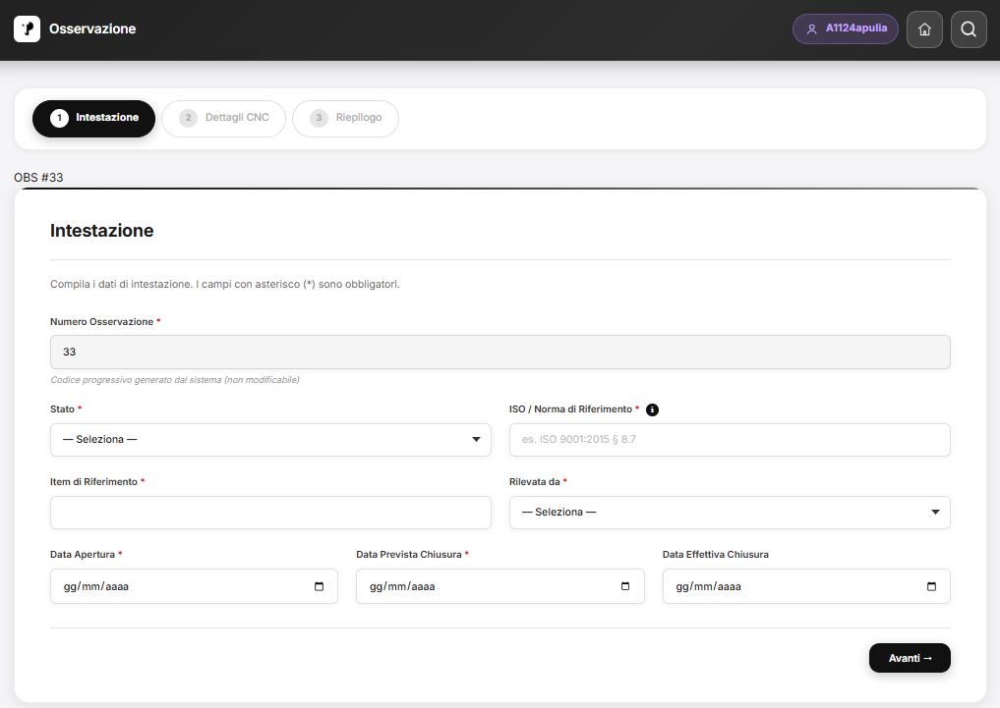 Osservazione
A1124apulia
1 Intestazione
2 Dettagli CNC
3 Riepilogo
OBS #33
Intestazione
Compila i dati di intestazione. I campi con asterisco (*) sono obbligatori.
Numero Osservazione *
33
Codice progressivo generato dal sistema (non modificabile)
Stato *
ISO / Norma di Riferimento * i
— Seleziona —
es. ISO 9001:2015 § 8.7
Item di Riferimento *
Rilevata da *
— Seleziona —
Data Apertura *
Data Prevista Chiusura *
Data Effettiva Chiusura
gg/mm/aaaa
gg/mm/aaaa
gg/mm/aaaa
Avanti →